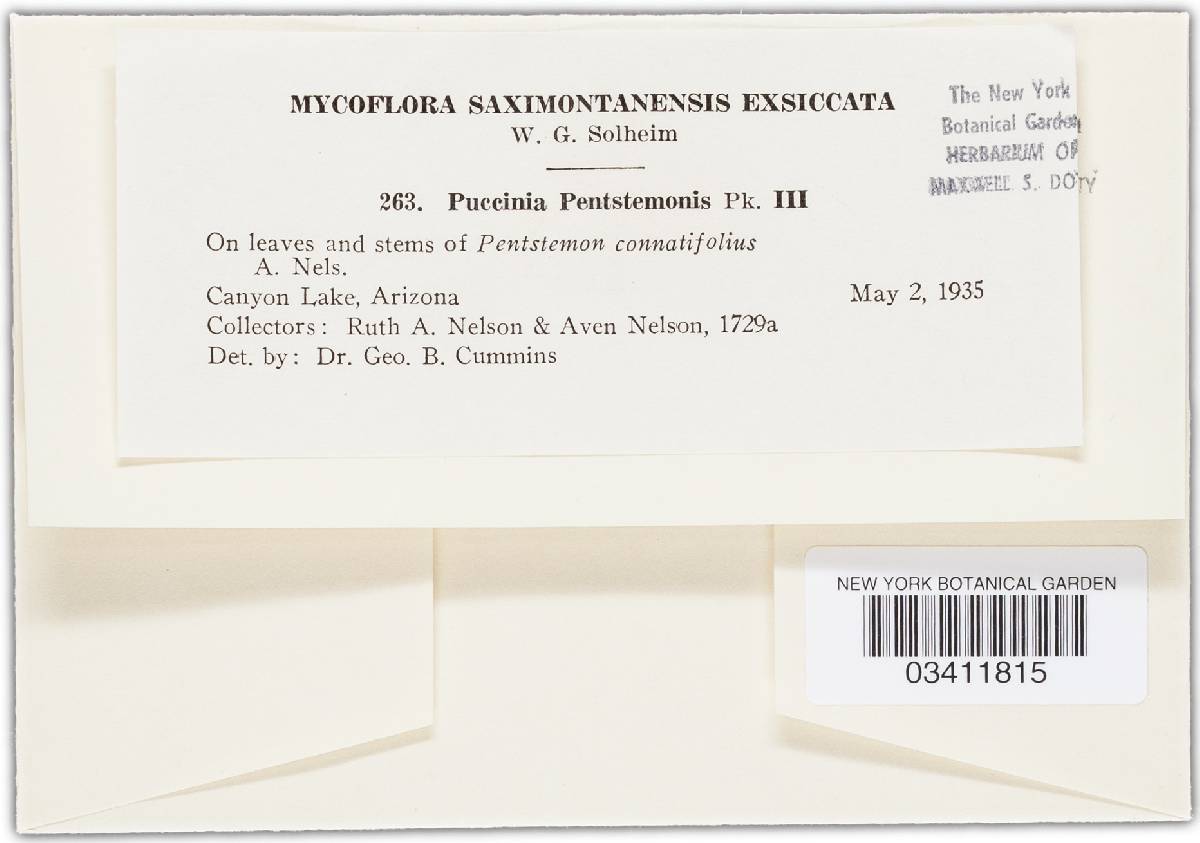 MYCOFLORA SAXIMONTANENSIS EXSICCATA
W. G. Solheim
The New York
Botanical Garden
HERBARIUM OF
MAXWELL S. DOTY
263. Puccinia Pentstemonis Pk. III
On leaves and stems of Pentstemon connatifolius
A. Nels.
Canyon Lake, Arizona May 2, 1935
Collectors: Ruth A. Nelson & Aven Nelson, 1729a
Det. by: Dr. Geo. B. Cummins
NEW YORK BOTANICAL GARDEN
03411815